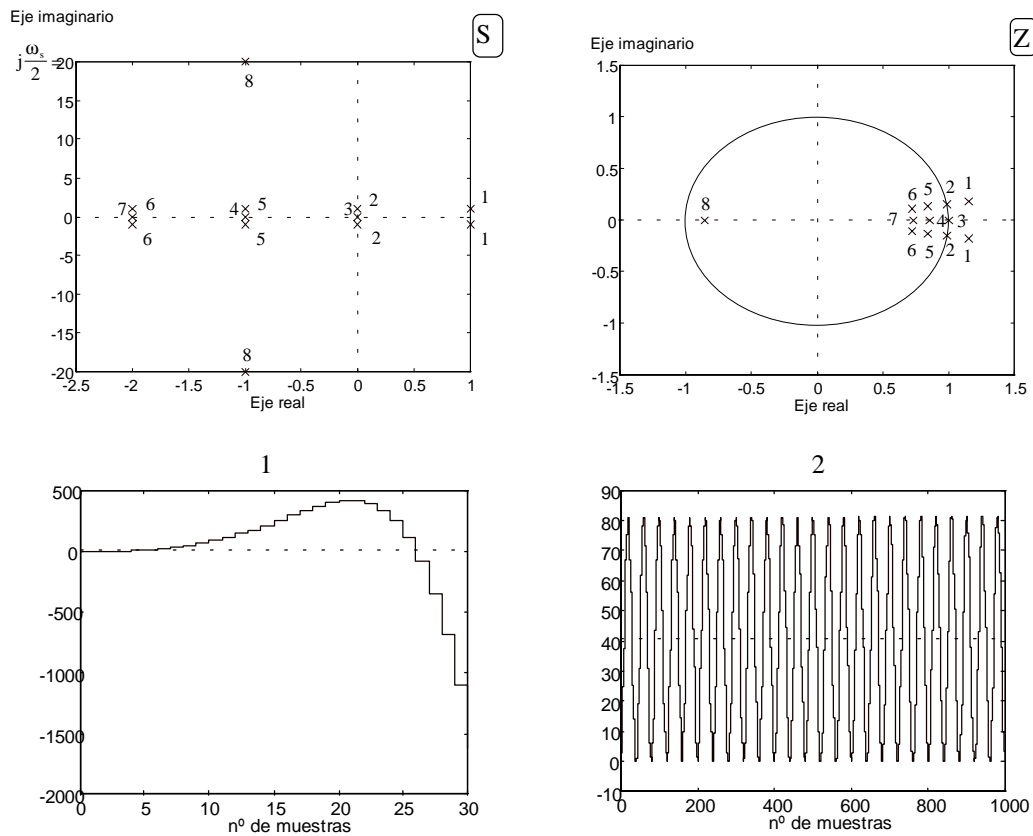 Eje imaginario
S
j ω_s/2 = 20
8
15
10
5
0
-5
-10
-15
-20
7 6 4 5 3 2 1
6 5 2 1
8
-2.5 -2 -1.5 -1 -0.5 0 0.5 1
Eje real
Eje imaginario
Z
1.5
1
0.5
0
-0.5
-1
-1.5
6 5 2 1
8 7 4 3
6 5 2 1
-1.5 -1 -0.5 0 0.5 1 1.5
Eje real
1
500
0
-500
-1000
-1500
-2000
0 5 10 15 20 25 30
nº de muestras
2
90
80
70
60
50
40
30
20
10
0
-10
0 200 400 600 800 1000
nº de muestras